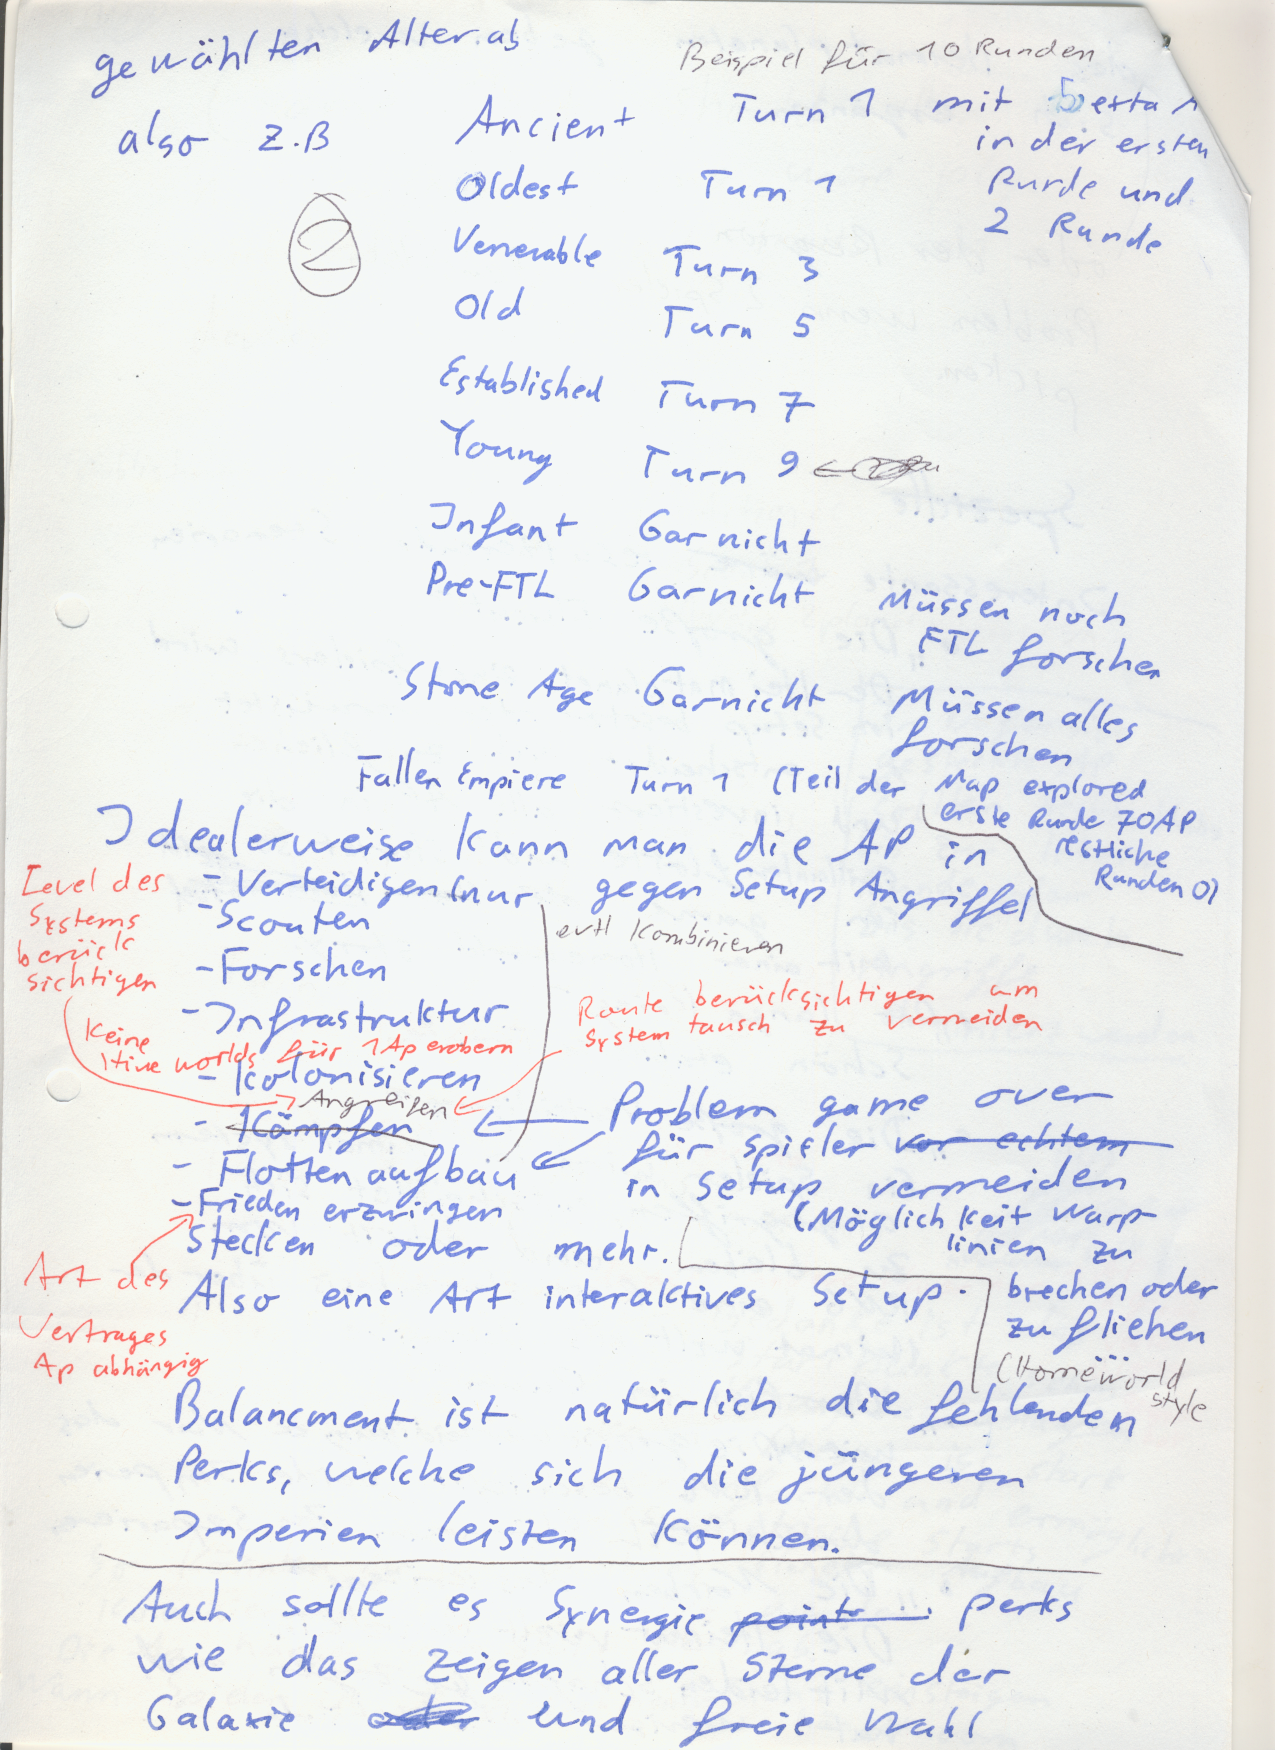 gewählten Alter ab
Beispiel für 10 Runden
also z.B
Ancient Turn 1 mit 5 extra A
in der ersten
Runde und
2 Runde
Oldest Turn 1
2
Venerable Turn 3
Old Turn 5
Established Turn 7
Young Turn 9
Infant Garnicht
Pre-FTL Garnicht Müssen noch
FTL forschen
Stone Age Garnicht Müssen alles
forschen
Fallen Empiere Turn 1 (Teil der Map explored
erste Runde 70AP
restliche
Runden 0)
Idealerweise kann man die AP in
- Verteidigen (nur gegen Setup Angriffe)
- Scouten
evtl kombinieren
- Forschen
- Infrastruktur
- Kolonisieren
Angreifen
- Kämpfen
- Flottenaufbau
- Frieden erzwingen
Level des
Systems
berück
sichtigen
Keine
Hive worlds für 1Ap erobern
Route berücksichtigen um
System tausch zu vermeiden
Problem game over
für spieler vor echtem
in setup vermeiden
(Möglichkeit Warp-
linien zu
brechen oder
zu fliehen
(Homeworld
style
stecken oder mehr.
Art des
Vertrages
Ap abhängig
Also eine Art interaktives Setup.
Balancment ist natürlich die fehlenden
Perks, welche sich die jüngeren
Imperien leisten können.
Auch sollte es Synergie point perks
wie das zeigen aller Sterne der
Galaxie oder und freie Wahl